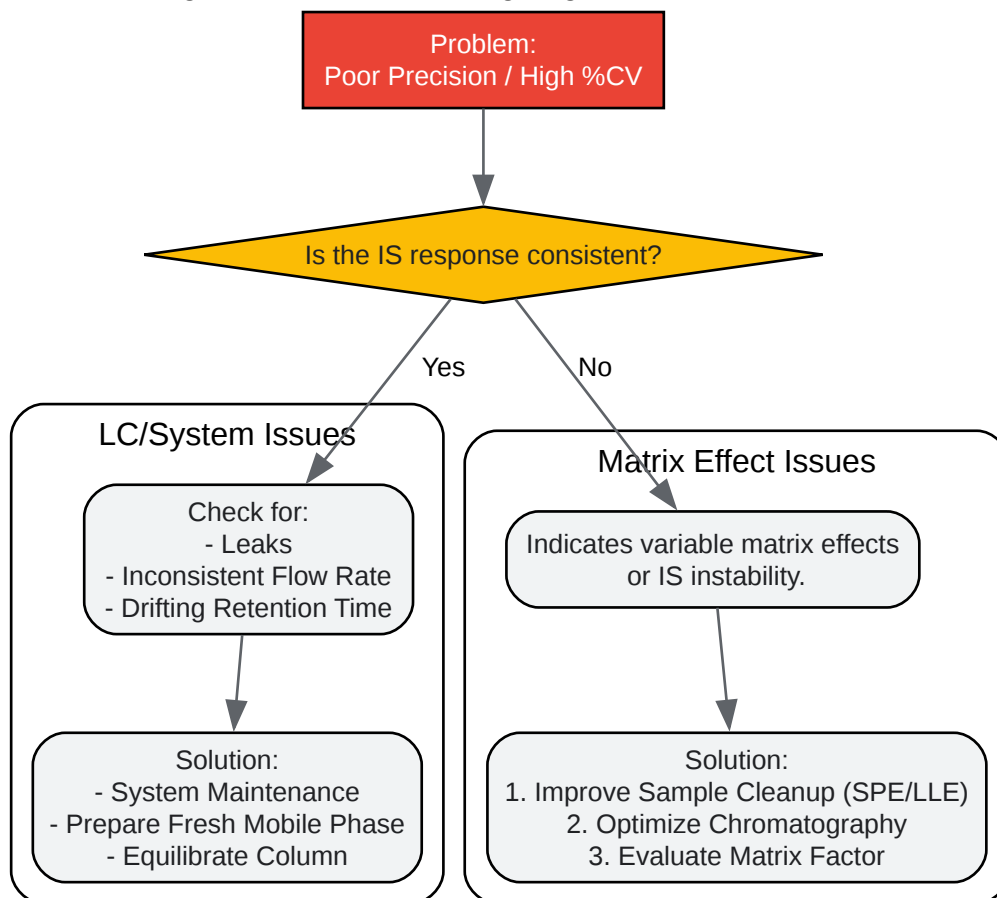 Problem:
Poor Precision / High %CV
Is the IS response consistent?
Yes
No
LC/System Issues
Check for:
- Leaks
- Inconsistent Flow Rate
- Drifting Retention Time
Solution:
- System Maintenance
- Prepare Fresh Mobile Phase
- Equilibrate Column
Matrix Effect Issues
Indicates variable matrix effects
or IS instability.
Solution:
1. Improve Sample Cleanup (SPE/LLE)
2. Optimize Chromatography
3. Evaluate Matrix Factor